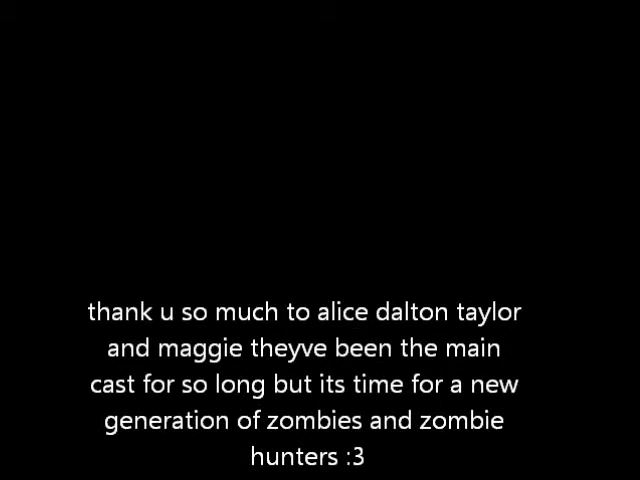 thank u so much to alice dalton taylor
and maggie theyve been the main
cast for so long but its time for a new
generation of zombies and zombie
hunters :3